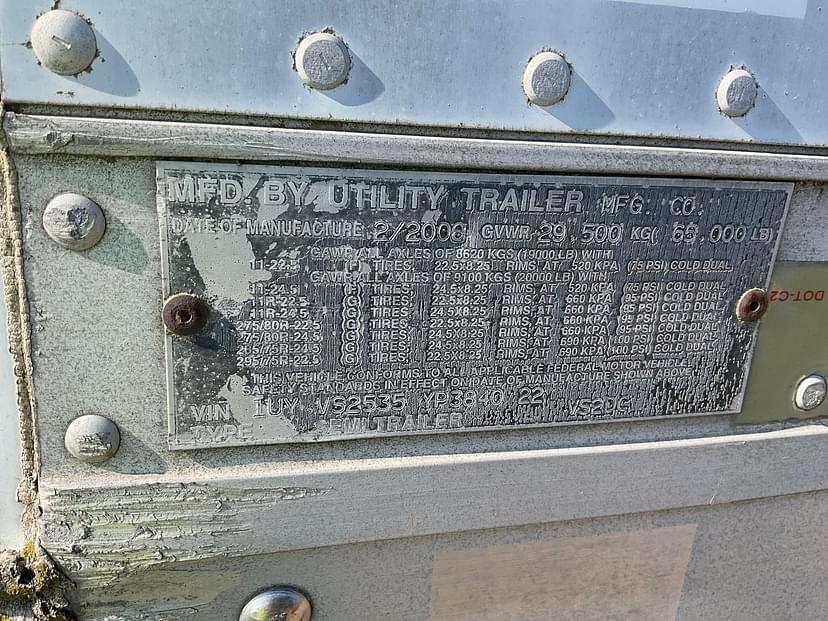 MFD. BY UTILITY TRAILER MFG. CO.
DATE OF MANUFACTURE 2/2006 GVWR 29,500 KG( 65,000 LB)
GAWR ALL AXLES OF 8620 KGS (19000 LB) WITH
11-22.5 (F) TIRES, 22.5x8.25 RIMS, AT 520 KPA (75 PSI) COLD DUAL
GAWR ALL AXLES OF 9100 KGS (20000 LB) WITH
11-24.5 TIRES, 24.5x8.25 RIMS, AT 520 KPA (75 PSI) COLD DUAL
11R-22.5 (G) TIRES, 22.5x8.25 RIMS, AT 660 KPA (95 PSI) COLD DUAL
11R-24.5 (G) TIRES, 24.5x8.25 RIMS, AT 660 KPA (95 PSI) COLD DUAL
275/80R-22.5 (G) TIRES, 22.5x8.25 RIMS, AT 660 KPA (95 PSI) COLD DUAL
275/80R-24.5 (G) TIRES, 24.5x8.25 RIMS, AT 660 KPA (95 PSI) COLD DUAL
285/75R-24.5 (G) TIRES, 24.5x8.25 RIMS, AT 690 KPA (100 PSI) COLD DUAL
295/75R-22.5 (G) TIRES, 22.5x8.25 RIMS, AT 690 KPA (100 PSI) COLD DUAL
THIS VEHICLE CONFORMS TO ALL APPLICABLE FEDERAL MOTOR VEHICLE
SAFETY STANDARDS IN EFFECT ON DATE OF MANUFACTURE SHOWN ABOVE
VIN 1UY VS2535 YP3840 22 VS2DC
TYPE SEMITRAILER
DOT-C2